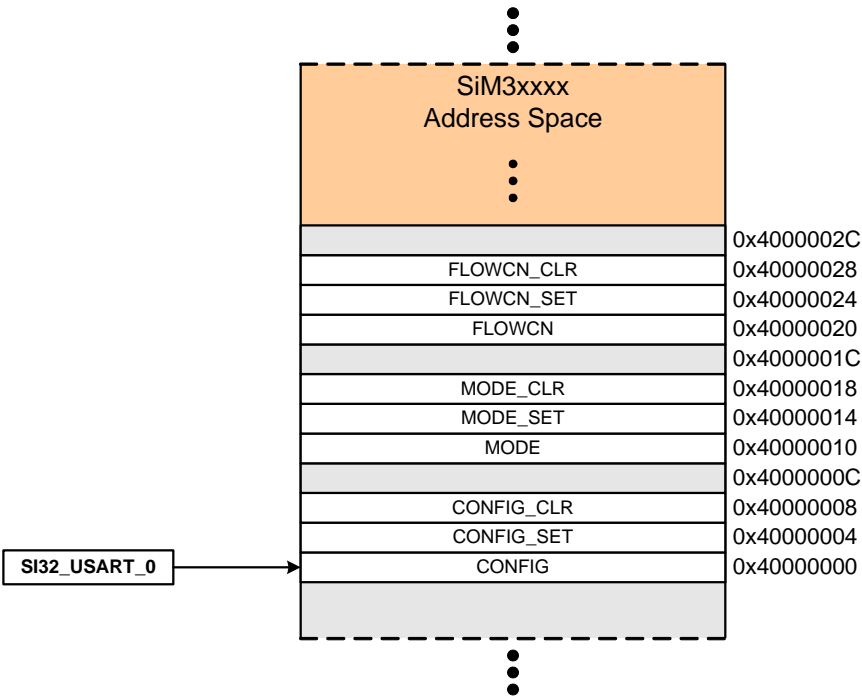 SiM3xxxx
Address Space
0x4000002C
FLOWCN_CLR 0x40000028
FLOWCN_SET 0x40000024
FLOWCN 0x40000020
0x4000001C
MODE_CLR 0x40000018
MODE_SET 0x40000014
MODE 0x40000010
0x4000000C
CONFIG_CLR 0x40000008
CONFIG_SET 0x40000004
SI32_USART_0 CONFIG 0x40000000